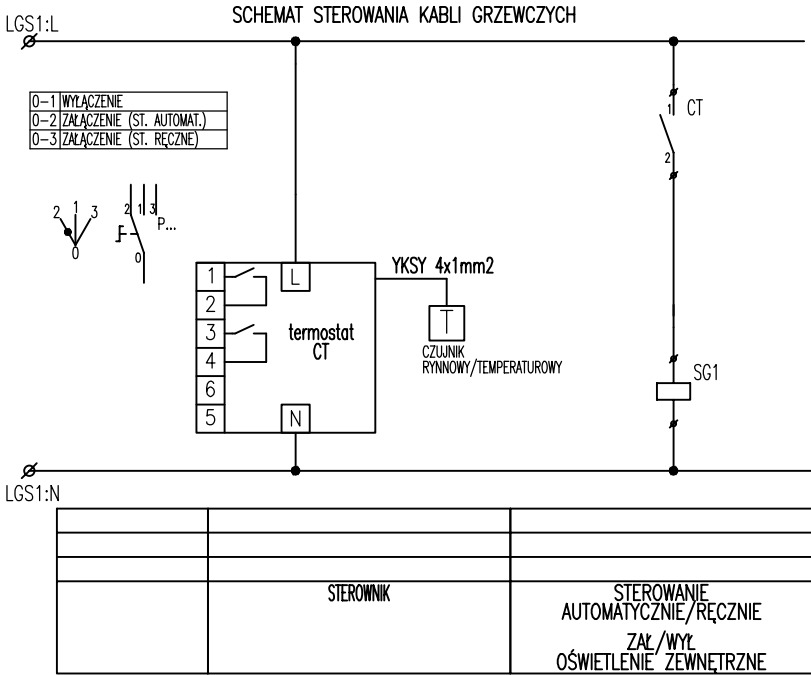 SCHEMAT STEROWANIA KABLI GRZEWCZYCH
LGS1:L
0-1 WYŁĄCZENIE
0-2 ZAŁĄCZENIE (ST. AUTOMAT.)
0-3 ZAŁĄCZENIE (ST. RĘCZNE)
1 CT
2
2 1 3
0
2 1 3
P...
0
YKSY 4x1mm2
1 L
2
3
4
6
5 N
termostat
CT
T
CZUJNIK
RYNNOWY/TEMPERATUROWY
SG1
LGS1:N
STEROWNIK
STEROWANIE
AUTOMATYCZNIE/RĘCZNIE
ZAŁ/WYŁ
OŚWIETLENIE ZEWNĘTRZNE